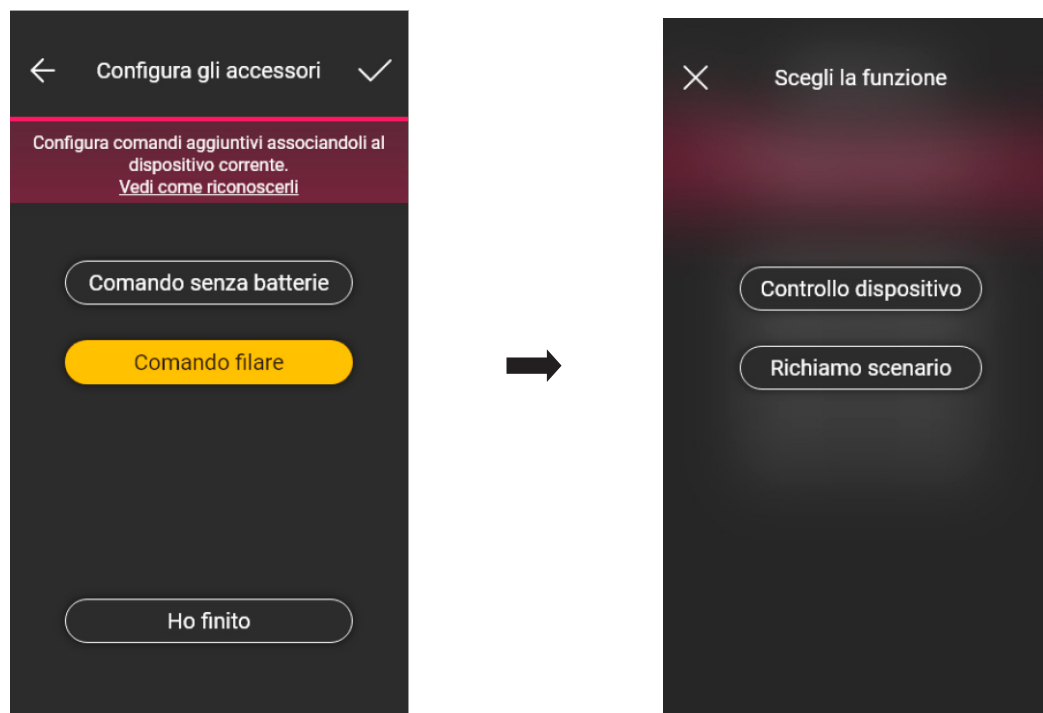 Configura gli accessori
Configura comandi aggiuntivi associandoli al
dispositivo corrente.
Vedi come riconoscerli
Comando senza batterie
Comando filare
Ho finito
Scegli la funzione
Controllo dispositivo
Richiamo scenario